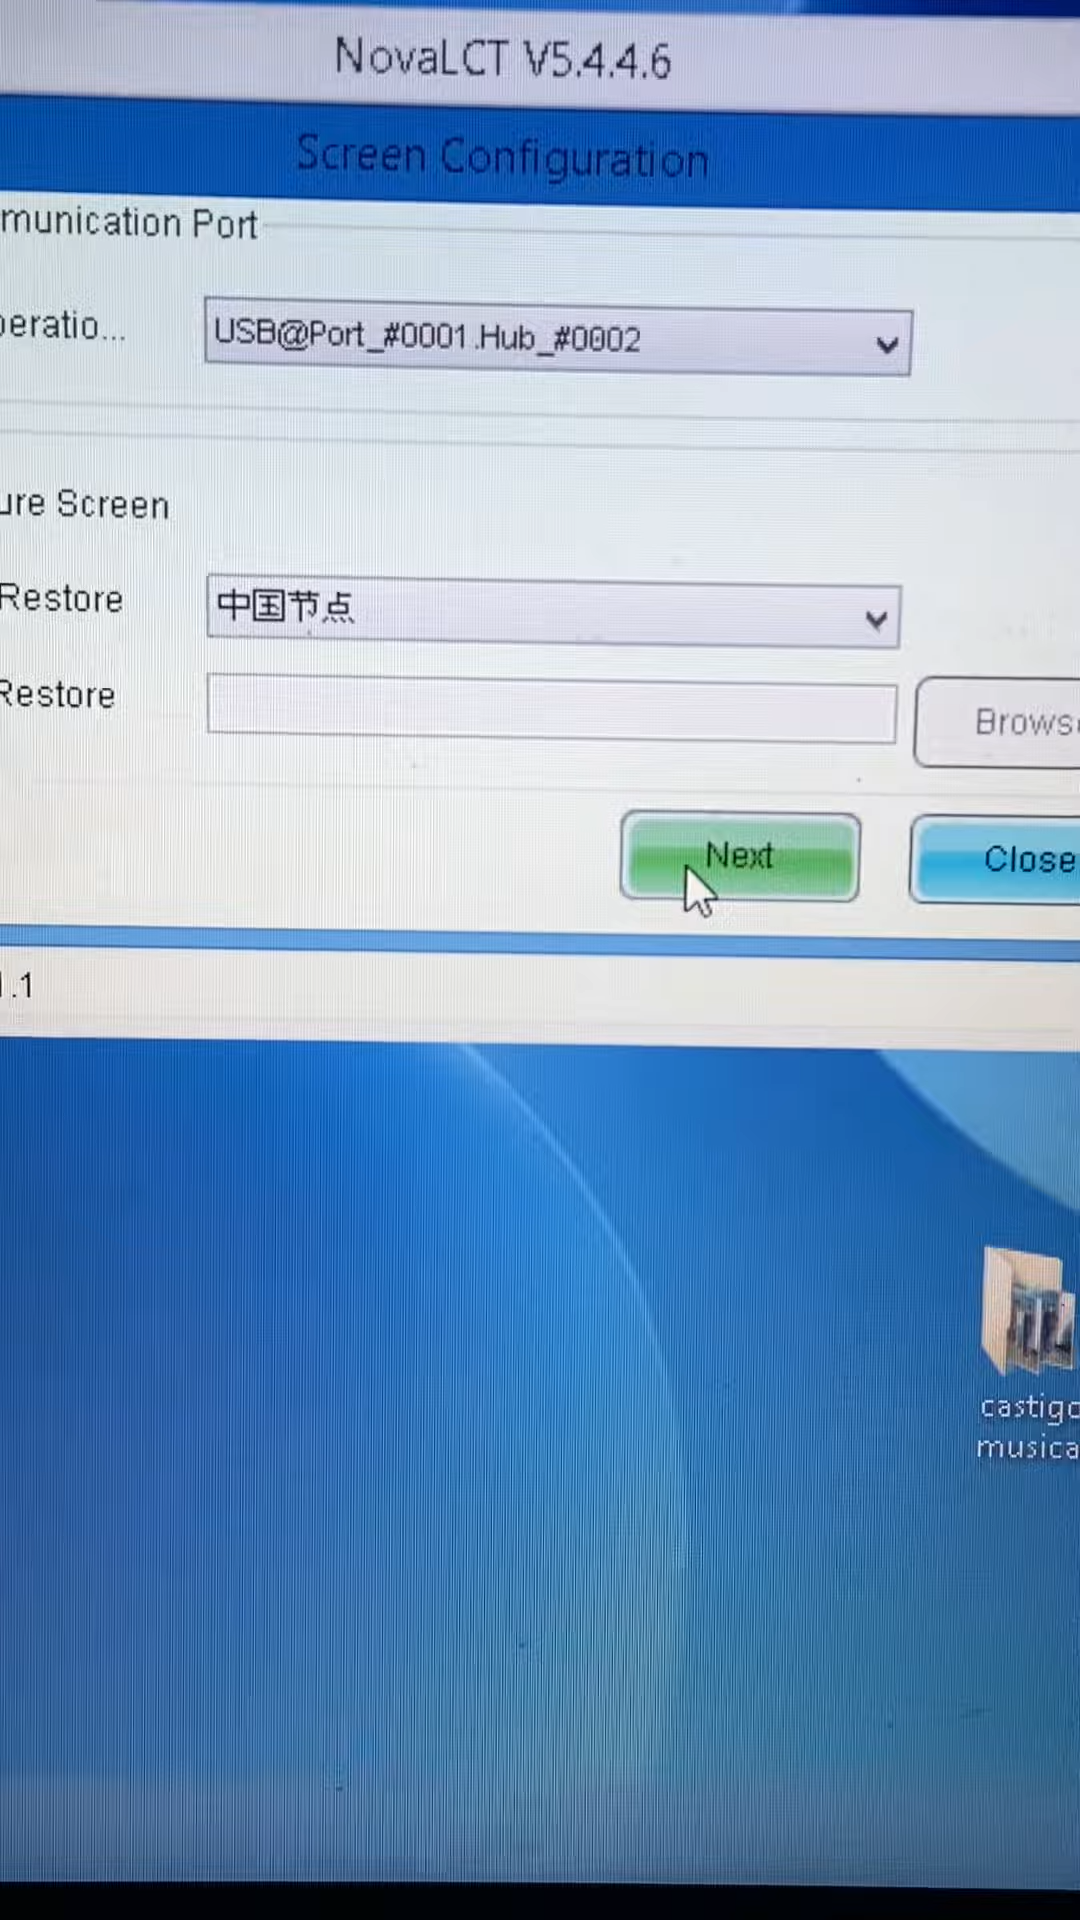 NovaLCT V5.4.4.6
Screen Configuration
munication Port
peratio...
USB@Port_#0001.Hub_#0002
ure Screen
Restore
中国节点
Restore
Brows
Next
Close
.1
castigo
musica